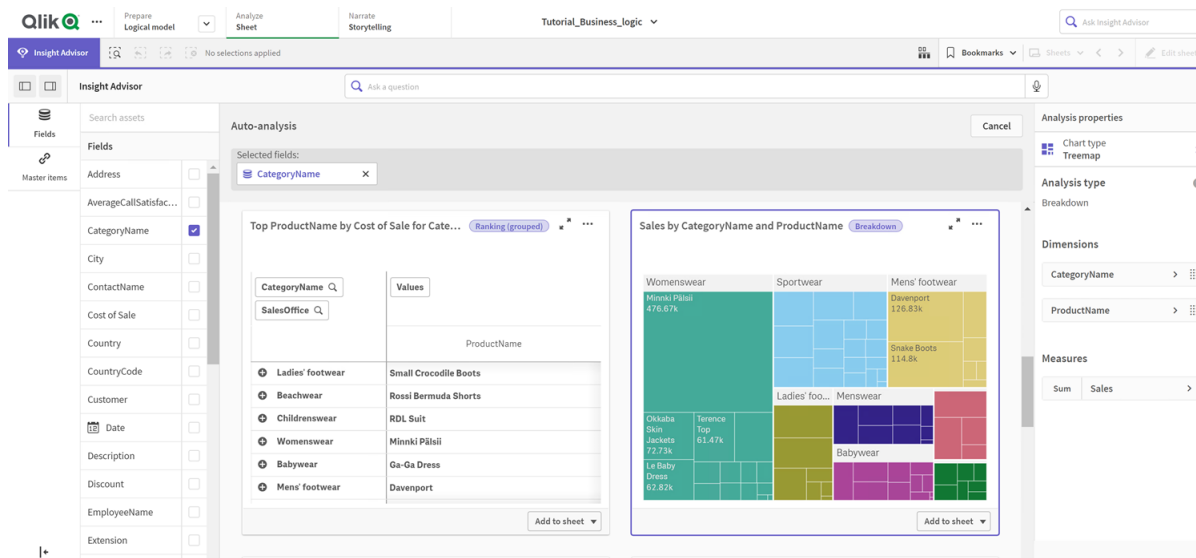 Qlik
Prepare
Logical model
Analyze
Sheet
Narrate
Storytelling
Tutorial_Business_logic
Ask Insight Advisor
Insight Advisor
No selections applied
Bookmarks
Sheets
Edit sheet
Insight Advisor
Ask a question
Fields
Master items
Search assets
Fields
Address
AverageCallSatisfac...
CategoryName
City
ContactName
Cost of Sale
Country
CountryCode
Customer
Date
Description
Discount
EmployeeName
Extension
Auto-analysis
Cancel
Selected fields:
CategoryName
Top ProductName by Cost of Sale for Cate...
Ranking (grouped)
CategoryName
Values
SalesOffice
ProductName
Ladies' footwear
Small Crocodile Boots
Beachwear
Rossi Bermuda Shorts
Childrenswear
RDL Suit
Womenswear
Minnki Pälsii
Babywear
Ga-Ga Dress
Mens' footwear
Davenport
Add to sheet
Sales by CategoryName and ProductName
Breakdown
Womenswear
Sportwear
Mens' footwear
Minnki Pälsii
476.67k
Davenport
126.83k
Snake Boots
114.8k
Ladies' foo...
Menswear
Okkaba
Skin
Jackets
72.73k
Terence
Top
61.47k
Babywear
Le Baby
Dress
62.82k
Add to sheet
Analysis properties
Chart type
Treemap
Analysis type
Breakdown
Dimensions
CategoryName
ProductName
Measures
Sum
Sales